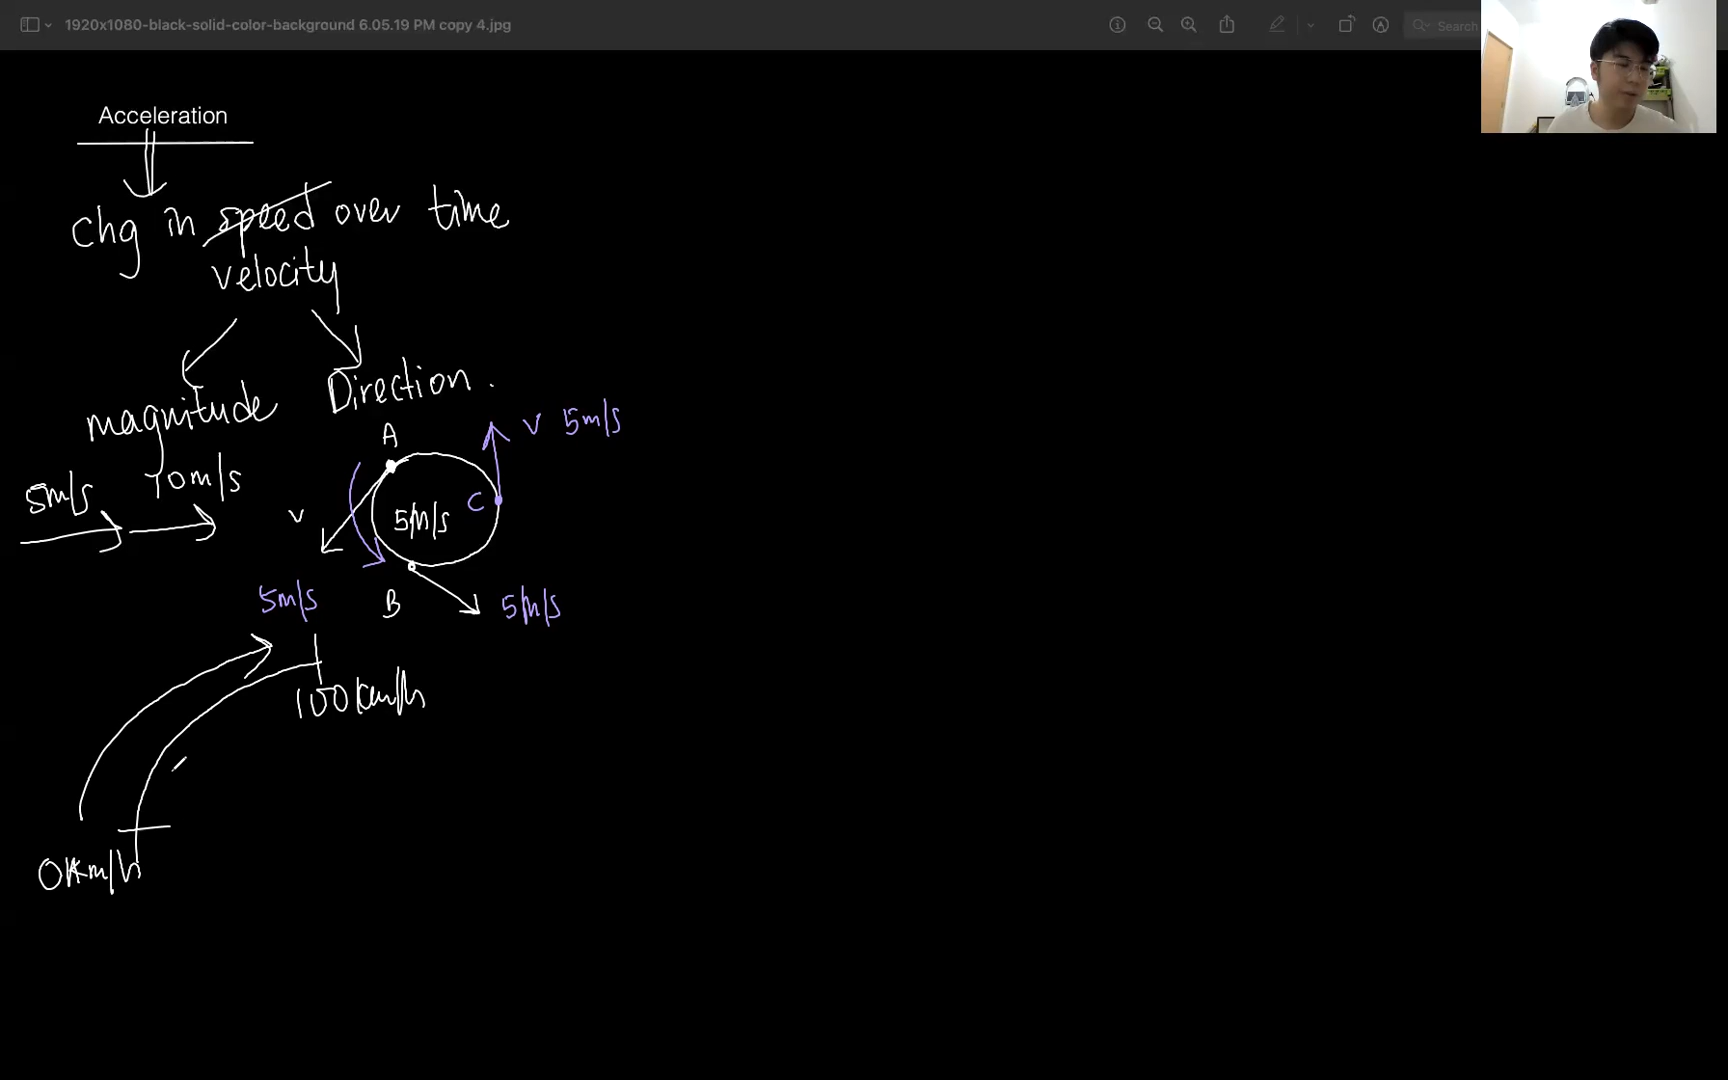 1920x1080-black-solid-color-background 6.05.19 PM copy 4.jpg
Search
Acceleration
chg in speed over time
velocity
magnitude Direction.
5m/s 10m/s
A
V 5m/s
C
V
5m/s
5m/s
B
5m/s
100km/h
0km/h